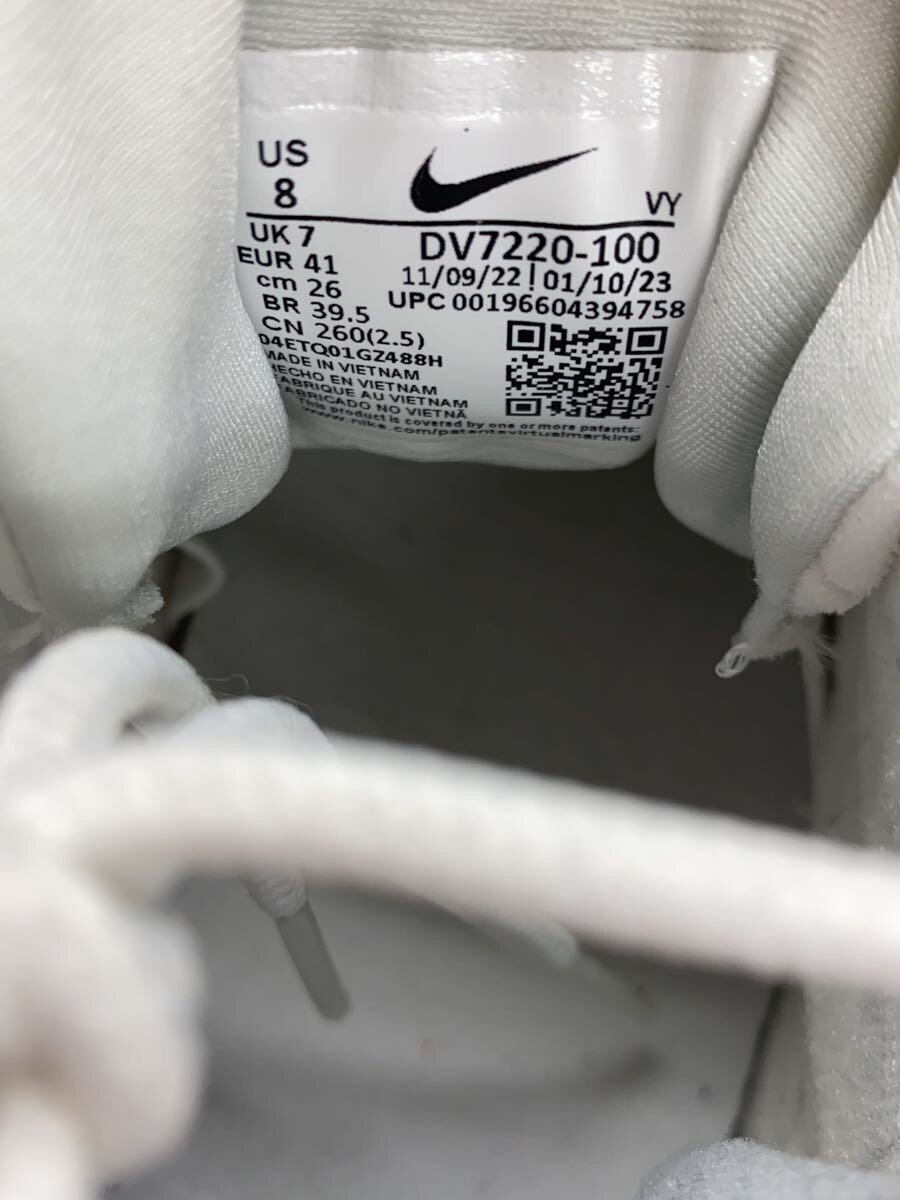 US
8
VY
UK 7
EUR 41
cm 26
BR 39.5
CN 260(2.5)
DV7220-100
11/09/22 | 01/10/23
UPC 00196604394758
04ETQ01GZ488H
MADE IN VIETNAM
HECHO EN VIETNAM
FABRIQUE AU VIETNAM
FABRICADO NO VIETNÃ
This product is covered by one or more patents:
www.nike.com/patentsvirtualmarking